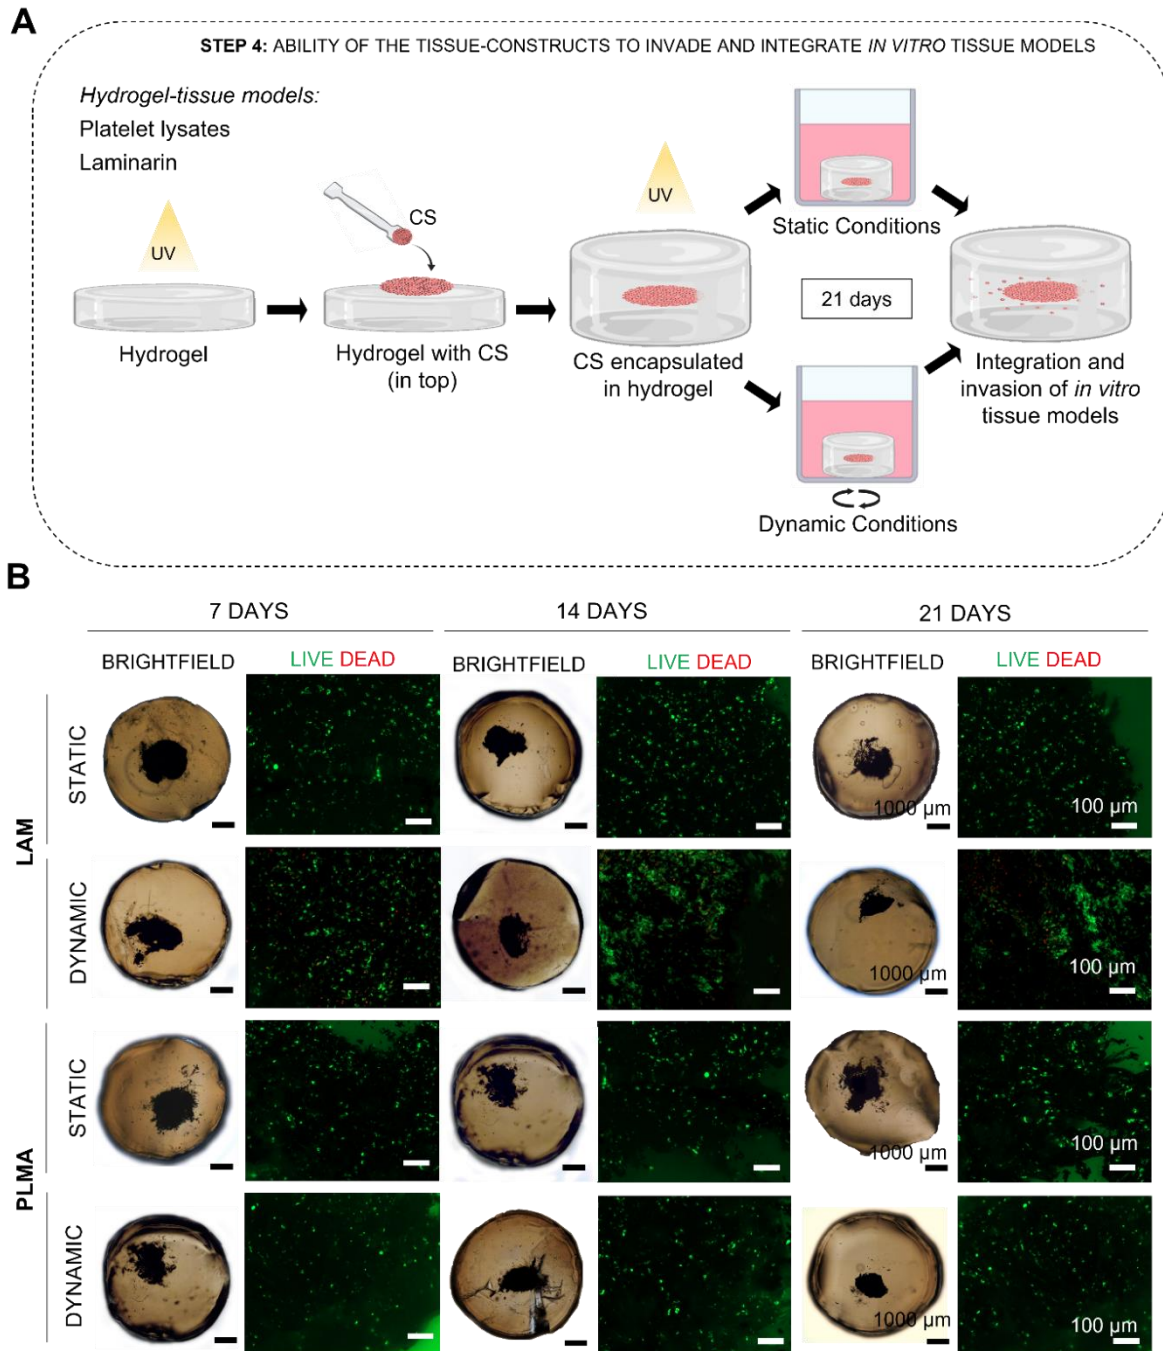 A
STEP 4: ABILITY OF THE TISSUE-CONSTRUCTS TO INVADE AND INTEGRATE IN VITRO TISSUE MODELS
Hydrogel-tissue models:
Platelet lysates
Laminarin
UV
Hydrogel
CS
Hydrogel with CS
(in top)
UV
CS encapsulated
in hydrogel
Static Conditions
21 days
Dynamic Conditions
Integration and
invasion of in vitro
tissue models
B
7 DAYS
14 DAYS
21 DAYS
BRIGHTFIELD
LIVE DEAD
BRIGHTFIELD
LIVE DEAD
BRIGHTFIELD
LIVE DEAD
LAM
STATIC
1000 µm
100 µm
DYNAMIC
1000 µm
100 µm
PLMA
STATIC
1000 µm
100 µm
DYNAMIC
1000 µm
100 µm